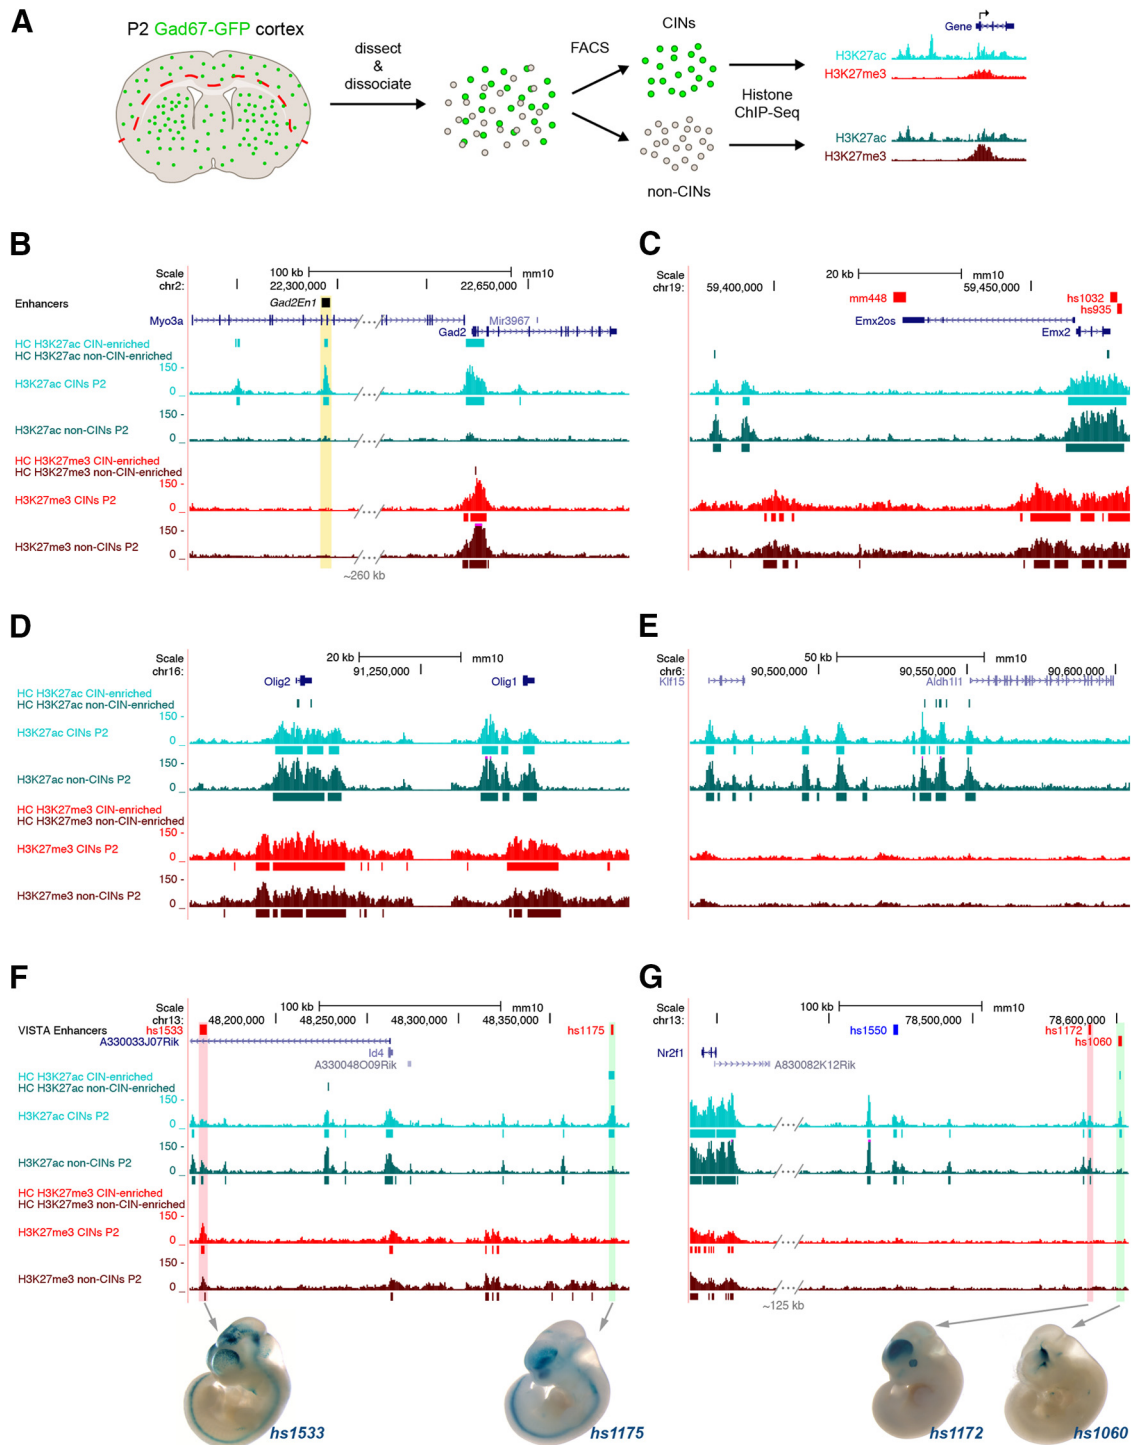 A
P2 Gad67-GFP cortex
dissect
&
dissociate
FACS
CINs
non-CINs
Histone
ChIP-Seq
Gene
H3K27ac
H3K27me3
H3K27ac
H3K27me3
B
Scale
100 kb
mm10
chr2:
22,300,000
22,650,000
Enhancers
Gad2En1
Myo3a
Mir3967
Gad2
HC H3K27ac CIN-enriched
HC H3K27ac non-CIN-enriched
150 -
H3K27ac CINs P2
0 _
150 -
H3K27ac non-CINs P2
0 _
HC H3K27me3 CIN-enriched
HC H3K27me3 non-CIN-enriched
150 -
H3K27me3 CINs P2
0 _
150 -
H3K27me3 non-CINs P2
0 _
~260 kb
C
Scale
20 kb
mm10
chr19:
59,400,000
59,450,000
mm448
hs1032
hs935
Emx2os
Emx2
D
Scale
20 kb
mm10
chr16:
91,250,000
Olig2
Olig1
HC H3K27ac CIN-enriched
HC H3K27ac non-CIN-enriched
150 -
H3K27ac CINs P2
0 _
150 -
H3K27ac non-CINs P2
0 _
HC H3K27me3 CIN-enriched
HC H3K27me3 non-CIN-enriched
150 -
H3K27me3 CINs P2
0 _
150 -
H3K27me3 non-CINs P2
0 _
E
Scale
50 kb
mm10
chr6:
90,500,000
90,550,000
90,600,000
Klf15
Aldh1l1
F
Scale
100 kb
mm10
chr13:
48,200,000
48,250,000
48,300,000
48,350,000
VISTA Enhancers
hs1533
hs1175
A330033J07Rik
Id4
A330048O09Rik
HC H3K27ac CIN-enriched
HC H3K27ac non-CIN-enriched
150 -
H3K27ac CINs P2
0 _
150 -
H3K27ac non-CINs P2
0 _
HC H3K27me3 CIN-enriched
HC H3K27me3 non-CIN-enriched
150 -
H3K27me3 CINs P2
0 _
150 -
H3K27me3 non-CINs P2
0 _
hs1533
hs1175
G
Scale
100 kb
mm10
chr13:
78,500,000
78,600,000
hs1550
hs1172
hs1060
Nr2f1
A830082K12Rik
~125 kb
hs1172
hs1060